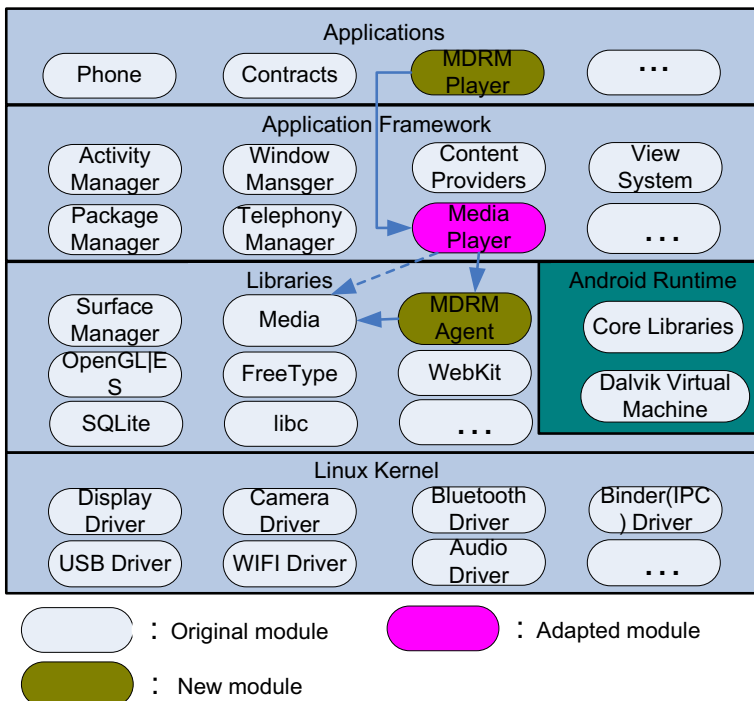 Applications
Phone
Contracts
MDRM
Player
...
Application Framework
Activity
Manager
Window
Mansger
Content
Providers
View
System
Package
Manager
Telephony
Manager
Media
Player
...
Libraries
Surface
Manager
Media
MDRM
Agent
OpenGL|E
S
FreeType
WebKit
SQLite
libc
...
Android Runtime
Core Libraries
Dalvik Virtual
Machine
Linux Kernel
Display
Driver
Camera
Driver
Bluetooth
Driver
Binder(IPC
) Driver
USB Driver
WIFI Driver
Audio
Driver
...
: Original module
: Adapted module
: New module